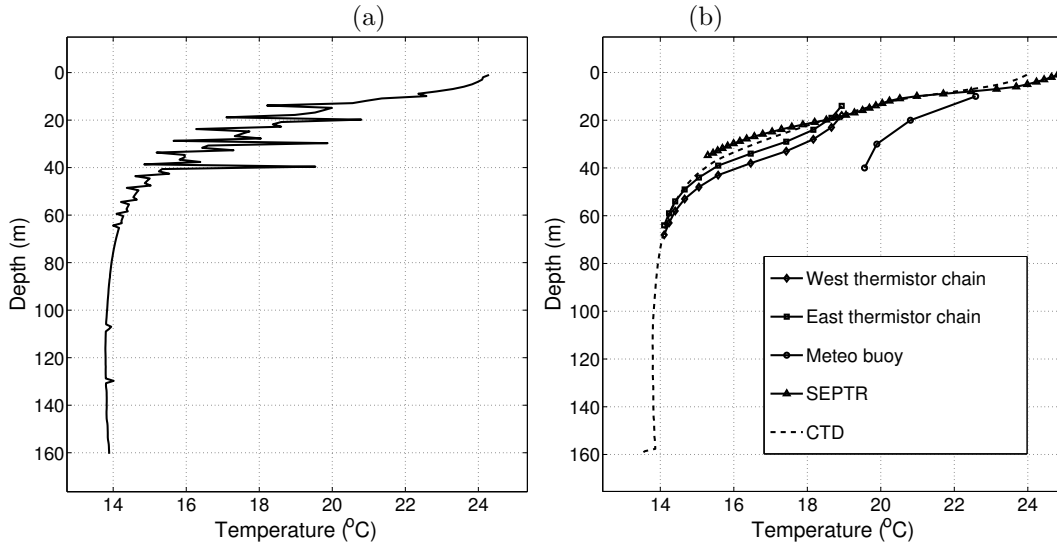 (a)
0
20
40
60
80
100
120
140
160
Depth (m)
14 16 18 20 22 24
Temperature (°C)
(b)
0
20
40
60
80
100
120
140
160
Depth (m)
14 16 18 20 22 24
Temperature (°C)
West thermistor chain
East thermistor chain
Meteo buoy
SEPTR
CTD